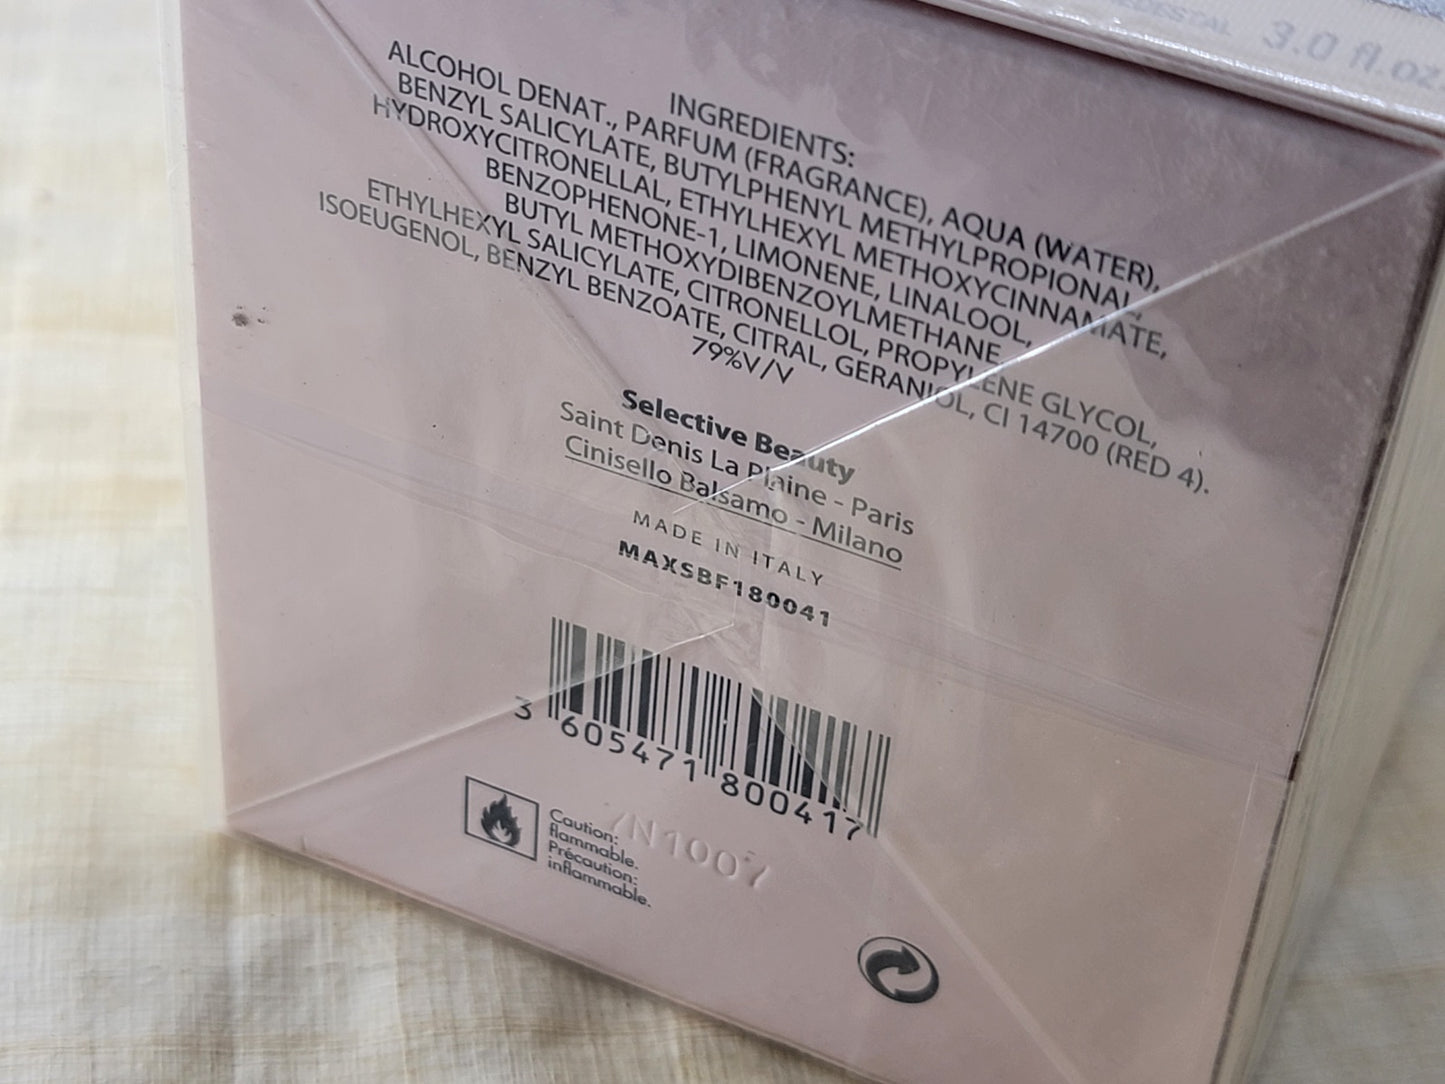 3.0 fl.oz
INGREDIENTS:
ALCOHOL DENAT., PARFUM (FRAGRANCE), AQUA (WATER),
BENZYL SALICYLATE, BUTYLPHENYL METHYLPROPIONAL,
HYDROXYCITRONELLAL, ETHYLHEXYL METHOXYCINNAMATE,
BENZOPHENONE-1, LIMONENE, LINALOOL,
BUTYL METHOXYDIBENZOYLMETHANE
ETHYLHEXYL SALICYLATE, CITRONELLOL, PROPYLENE GLYCOL,
ISOEUGENOL, BENZYL BENZOATE, CITRAL, GERANIOL, CI 14700 (RED 4).
79%V/V
Selective Beauty
Saint Denis La Plaine - Paris
Cinisello Balsamo - Milano
MADE IN ITALY
MAXSBF180041
3 605471 800417
7N1007
Caution:
flammable.
Précaution:
inflammable.